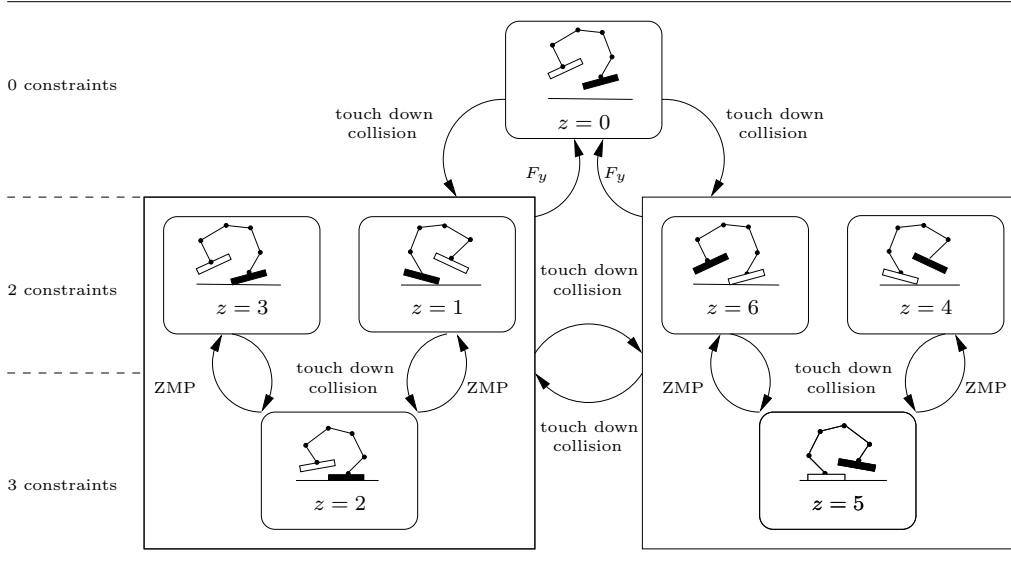 0 constraints
z = 0
touch down
collision
touch down
collision
F_y
F_y
2 constraints
z = 3
z = 1
touch down
collision
z = 6
z = 4
ZMP
touch down
collision
ZMP
ZMP
touch down
collision
ZMP
touch down
collision
3 constraints
z = 2
z = 5